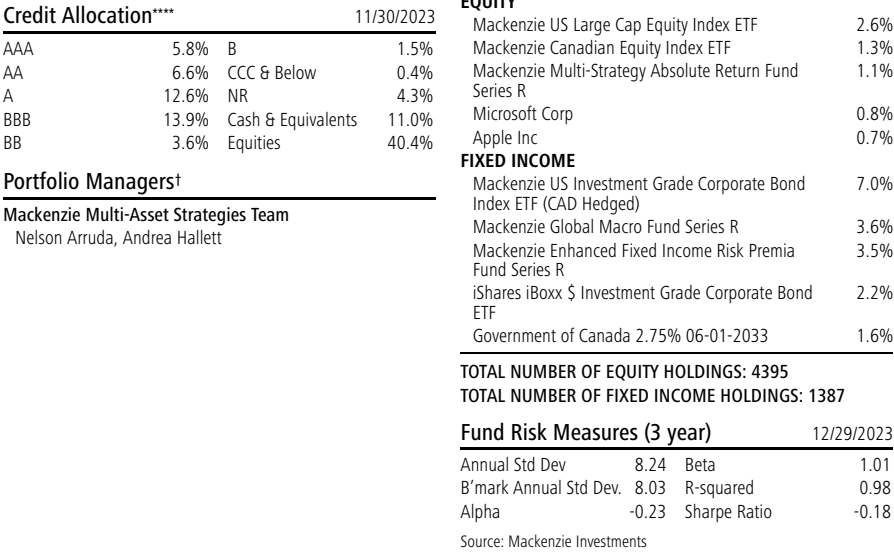 Credit Allocation**** 11/30/2023
AAA 5.8% B 1.5%
AA 6.6% CCC & Below 0.4%
A 12.6% NR 4.3%
BBB 13.9% Cash & Equivalents 11.0%
BB 3.6% Equities 40.4%
Portfolio Managers†
Mackenzie Multi-Asset Strategies Team
Nelson Arruda, Andrea Hallett
EQUITY
Mackenzie US Large Cap Equity Index ETF 2.6%
Mackenzie Canadian Equity Index ETF 1.3%
Mackenzie Multi-Strategy Absolute Return Fund 1.1%
Series R
Microsoft Corp 0.8%
Apple Inc 0.7%
FIXED INCOME
Mackenzie US Investment Grade Corporate Bond 7.0%
Index ETF (CAD Hedged)
Mackenzie Global Macro Fund Series R 3.6%
Mackenzie Enhanced Fixed Income Risk Premia 3.5%
Fund Series R
iShares iBoxx $ Investment Grade Corporate Bond 2.2%
ETF
Government of Canada 2.75% 06-01-2033 1.6%
TOTAL NUMBER OF EQUITY HOLDINGS: 4395
TOTAL NUMBER OF FIXED INCOME HOLDINGS: 1387
Fund Risk Measures (3 year) 12/29/2023
Annual Std Dev 8.24 Beta 1.01
B'mark Annual Std Dev. 8.03 R-squared 0.98
Alpha -0.23 Sharpe Ratio -0.18
Source: Mackenzie Investments